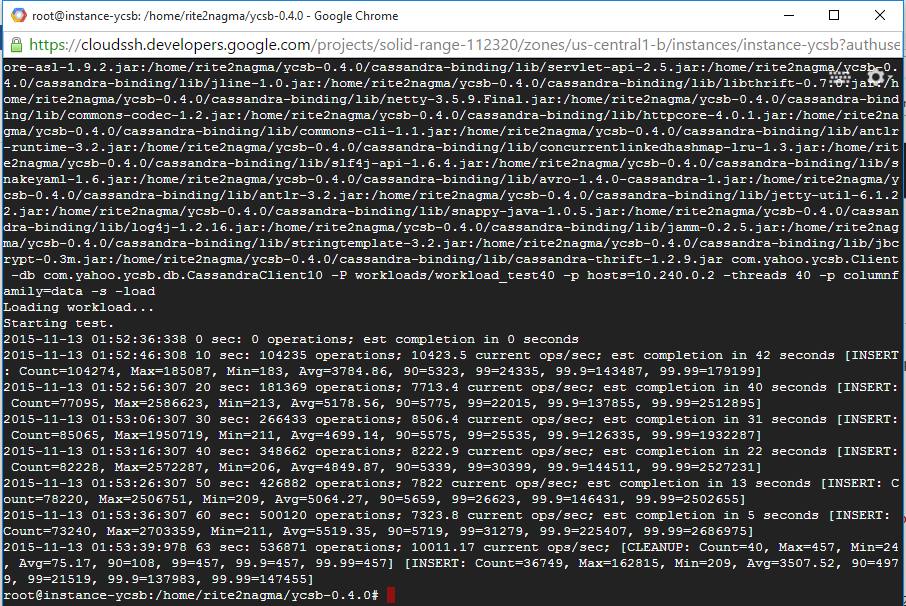 root@instance-ycsb: /home/rite2nagma/ycsb-0.4.0 - Google Chrome
https://cloudssh.developers.google.com/projects/solid-range-112320/zones/us-central1-b/instances/instance-ycsb?authuse
ore-asl-1.9.2.jar:/home/rite2nagma/ycsb-0.4.0/cassandra-binding/lib/servlet-api-2.5.jar:/home/rite2nagma/ycsb-0.
4.0/cassandra-binding/lib/jline-1.0.jar:/home/rite2nagma/ycsb-0.4.0/cassandra-binding/lib/libthrift-0.7.0.jar:/h
ome/rite2nagma/ycsb-0.4.0/cassandra-binding/lib/netty-3.5.9.Final.jar:/home/rite2nagma/ycsb-0.4.0/cassandra-bind
ing/lib/commons-codec-1.2.jar:/home/rite2nagma/ycsb-0.4.0/cassandra-binding/lib/httpcore-4.0.1.jar:/home/rite2na
gma/ycsb-0.4.0/cassandra-binding/lib/commons-cli-1.1.jar:/home/rite2nagma/ycsb-0.4.0/cassandra-binding/lib/antlr
-runtime-3.2.jar:/home/rite2nagma/ycsb-0.4.0/cassandra-binding/lib/concurrentlinkedhashmap-lru-1.3.jar:/home/rit
e2nagma/ycsb-0.4.0/cassandra-binding/lib/slf4j-api-1.6.4.jar:/home/rite2nagma/ycsb-0.4.0/cassandra-binding/lib/s
nakeyaml-1.6.jar:/home/rite2nagma/ycsb-0.4.0/cassandra-binding/lib/avro-1.4.0-cassandra-1.jar:/home/rite2nagma/y
csb-0.4.0/cassandra-binding/lib/antlr-3.2.jar:/home/rite2nagma/ycsb-0.4.0/cassandra-binding/lib/jetty-util-6.1.2
2.jar:/home/rite2nagma/ycsb-0.4.0/cassandra-binding/lib/snappy-java-1.0.5.jar:/home/rite2nagma/ycsb-0.4.0/cassan
dra-binding/lib/log4j-1.2.16.jar:/home/rite2nagma/ycsb-0.4.0/cassandra-binding/lib/jamm-0.2.5.jar:/home/rite2nag
ma/ycsb-0.4.0/cassandra-binding/lib/stringtemplate-3.2.jar:/home/rite2nagma/ycsb-0.4.0/cassandra-binding/lib/jbc
rypt-0.3m.jar:/home/rite2nagma/ycsb-0.4.0/cassandra-binding/lib/cassandra-thrift-1.2.9.jar com.yahoo.ycsb.Client
 -db com.yahoo.ycsb.db.CassandraClient10 -P workloads/workload_test40 -p hosts=10.240.0.2 -threads 40 -p columnf
amily=data -s -load
Loading workload...
Starting test.
2015-11-13 01:52:36:338 0 sec: 0 operations; est completion in 0 seconds
2015-11-13 01:52:46:308 10 sec: 104235 operations; 10423.5 current ops/sec; est completion in 42 seconds [INSERT
: Count=104274, Max=185087, Min=183, Avg=3784.86, 90=5323, 99=24335, 99.9=143487, 99.99=179199]
2015-11-13 01:52:56:307 20 sec: 181369 operations; 7713.4 current ops/sec; est completion in 40 seconds [INSERT:
 Count=77095, Max=2586623, Min=213, Avg=5178.56, 90=5775, 99=22015, 99.9=137855, 99.99=2512895]
2015-11-13 01:53:06:307 30 sec: 266433 operations; 8506.4 current ops/sec; est completion in 31 seconds [INSERT:
 Count=85065, Max=1950719, Min=211, Avg=4699.14, 90=5575, 99=25535, 99.9=126335, 99.99=1932287]
2015-11-13 01:53:16:307 40 sec: 348662 operations; 8222.9 current ops/sec; est completion in 22 seconds [INSERT:
 Count=82228, Max=2572287, Min=206, Avg=4849.87, 90=5339, 99=30399, 99.9=144511, 99.99=2527231]
2015-11-13 01:53:26:307 50 sec: 426882 operations; 7822 current ops/sec; est completion in 13 seconds [INSERT: C
ount=78220, Max=2506751, Min=209, Avg=5064.27, 90=5659, 99=26623, 99.9=146431, 99.99=2502655]
2015-11-13 01:53:36:307 60 sec: 500120 operations; 7323.8 current ops/sec; est completion in 5 seconds [INSERT:
Count=73240, Max=2703359, Min=211, Avg=5519.35, 90=5719, 99=31279, 99.9=225407, 99.99=2686975]
2015-11-13 01:53:39:978 63 sec: 536871 operations; 10011.17 current ops/sec; [CLEANUP: Count=40, Max=457, Min=24
, Avg=75.17, 90=108, 99=457, 99.9=457, 99.99=457] [INSERT: Count=36749, Max=162815, Min=209, Avg=3507.52, 90=497
9, 99=21519, 99.9=137983, 99.99=147455]
root@instance-ycsb:/home/rite2nagma/ycsb-0.4.0#